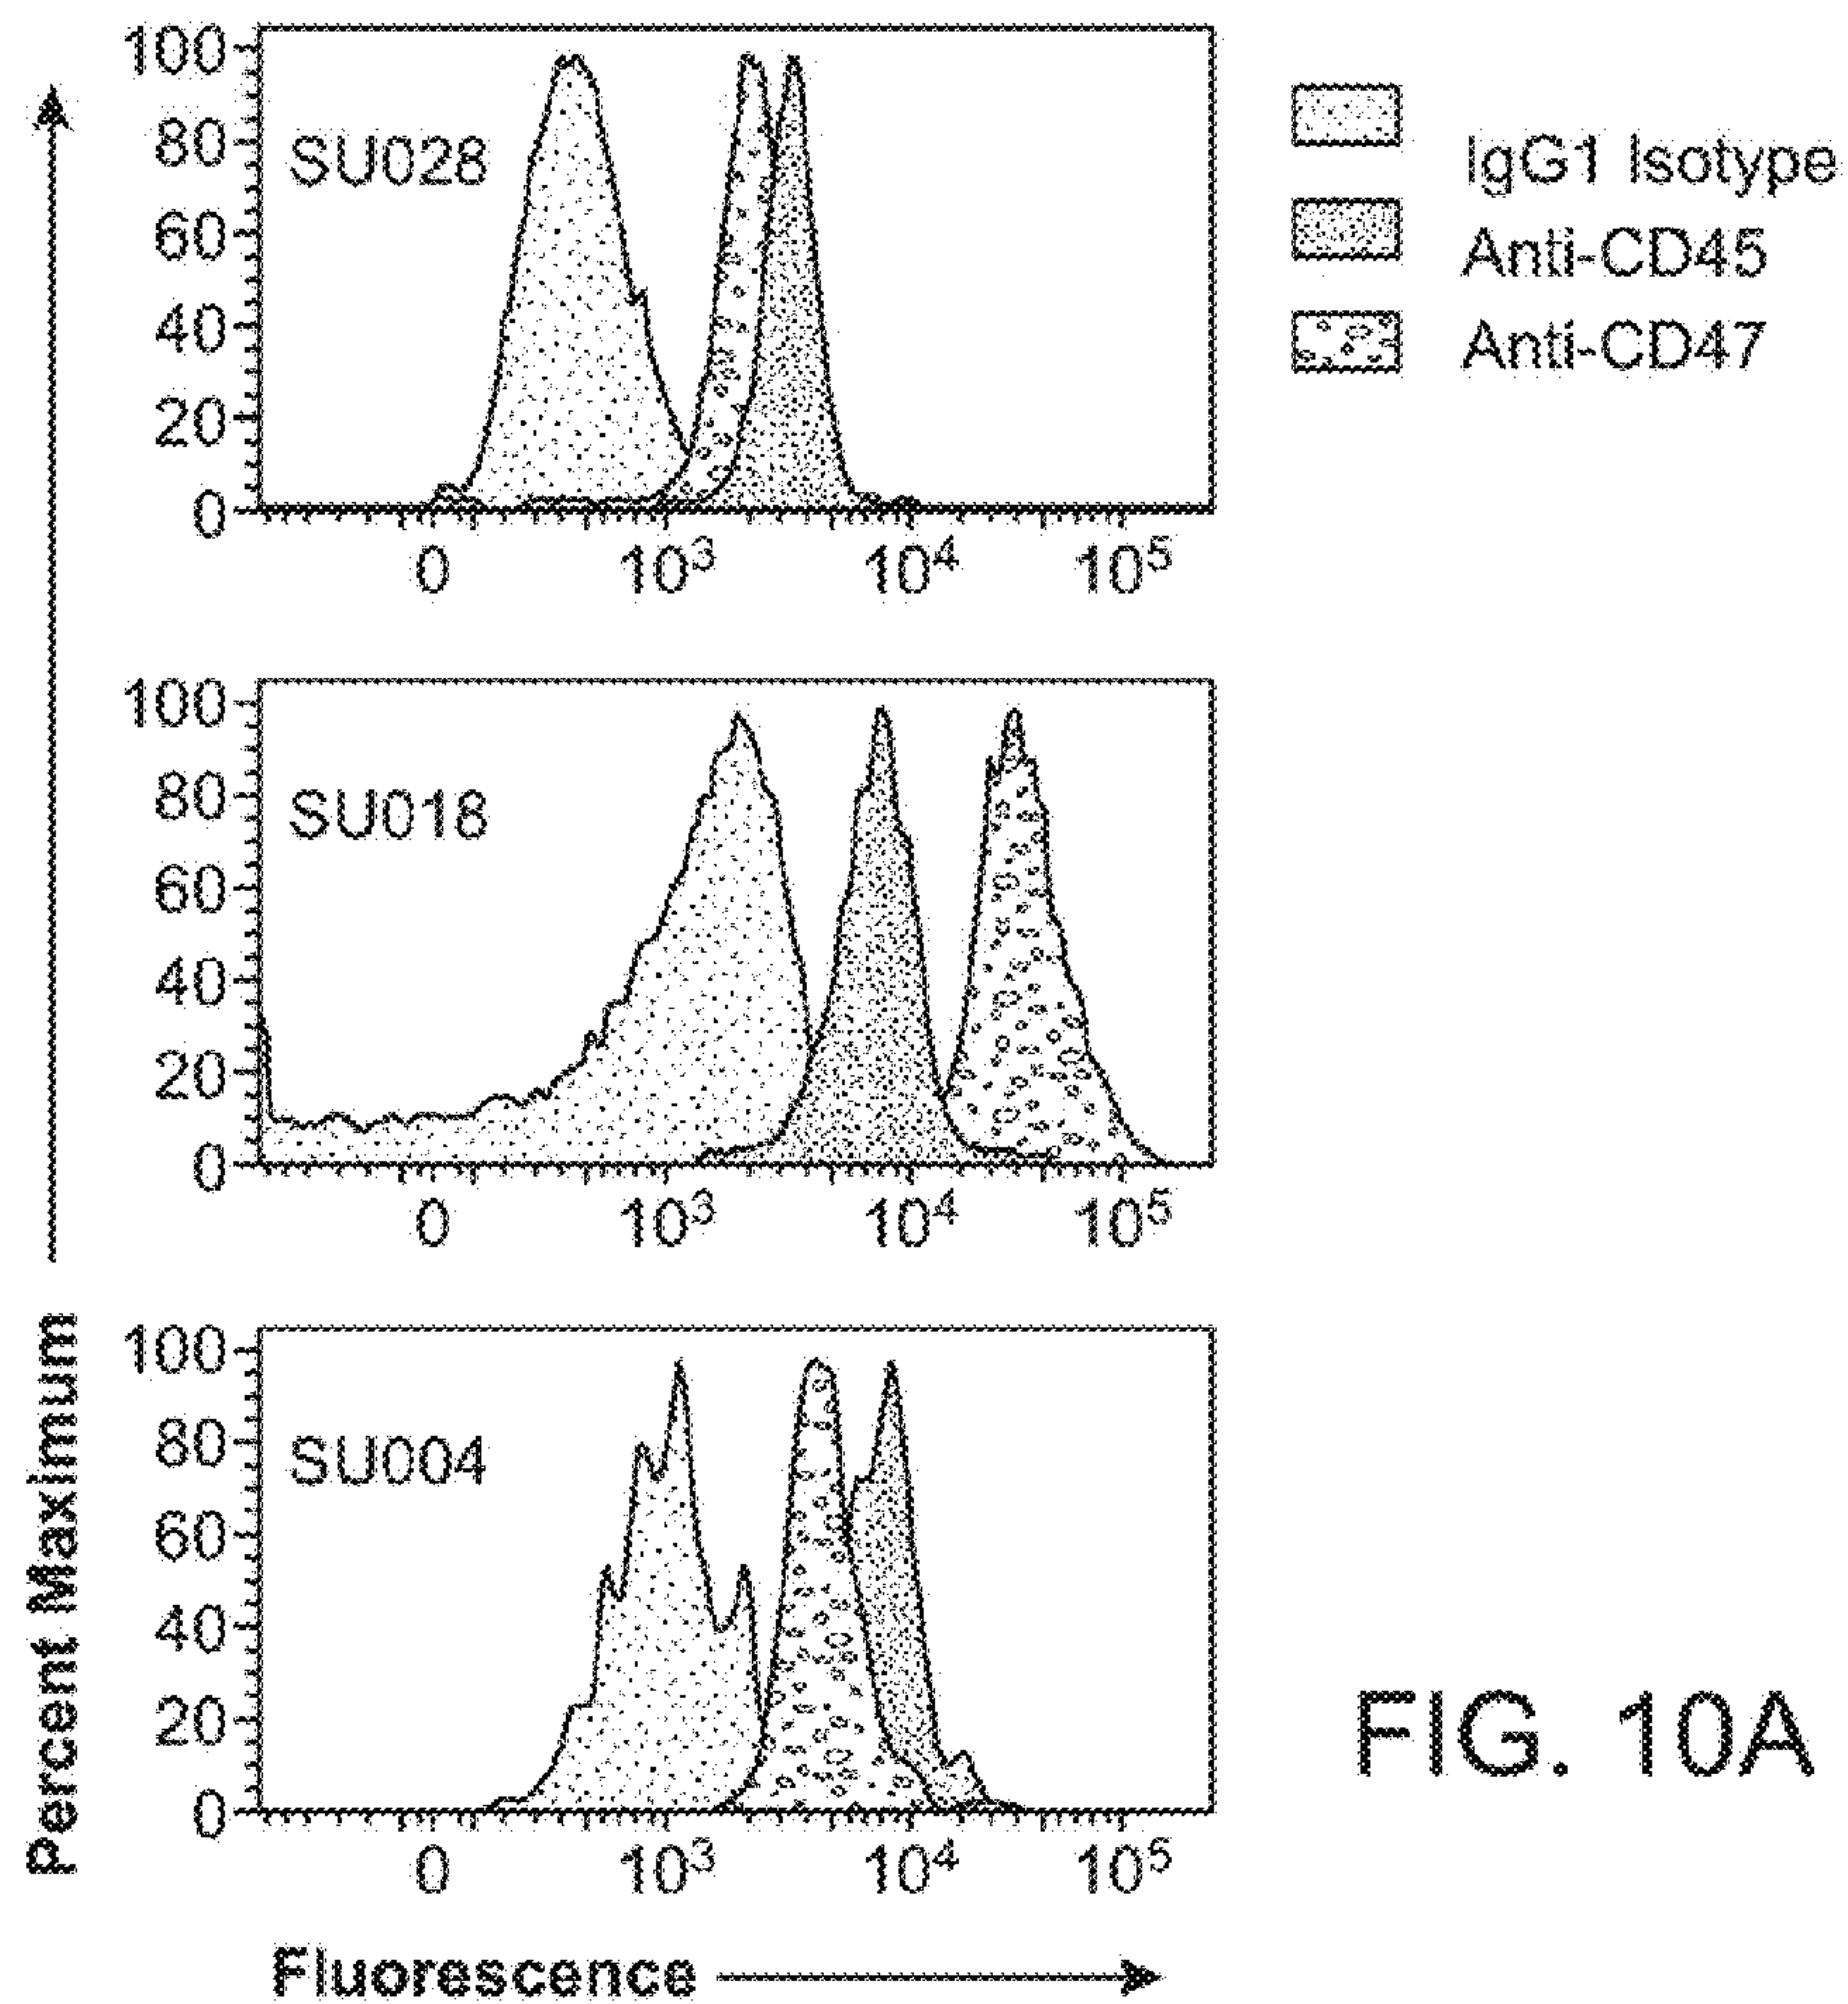 100
80
60
40
20
0
SU028
0 10³ 10⁴ 10⁵
IgG1 Isotype
Anti-CD45
Anti-CD47
100
80
60
40
20
0
SU018
0 10³ 10⁴ 10⁵
100
80
60
40
20
0
SU004
0 10³ 10⁴ 10⁵
Percent Maximum
Fluorescence
FIG. 10A